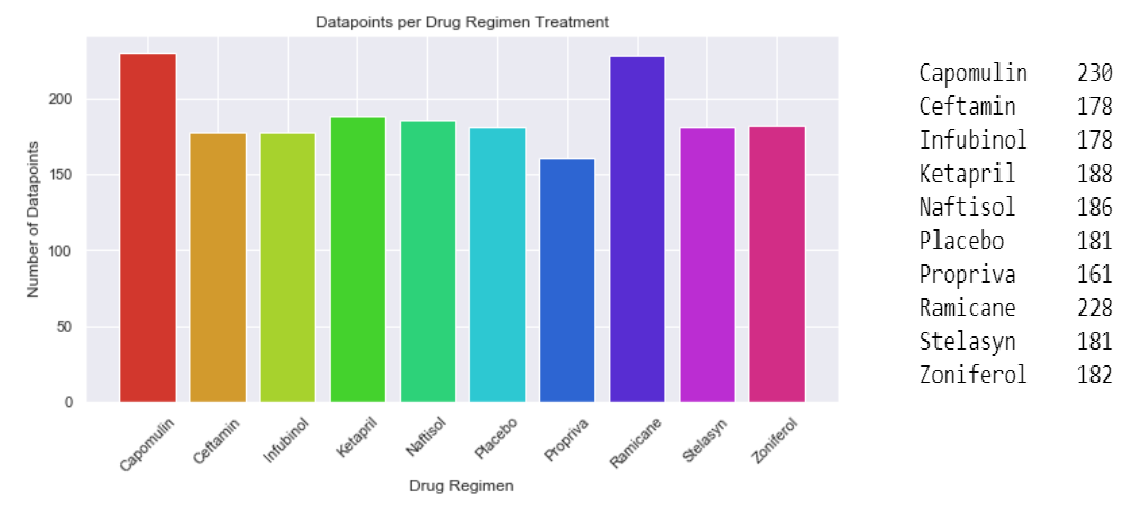 Datapoints per Drug Regimen Treatment
Number of Datapoints
200
150
100
50
0
Capomulin
Ceftamin
Infubinol
Ketapril
Naftisol
Placebo
Propriva
Ramicane
Stelasyn
Zoniferol
Drug Regimen
Capomulin 230
Ceftamin 178
Infubinol 178
Ketapril 188
Naftisol 186
Placebo 181
Propriva 161
Ramicane 228
Stelasyn 181
Zoniferol 182